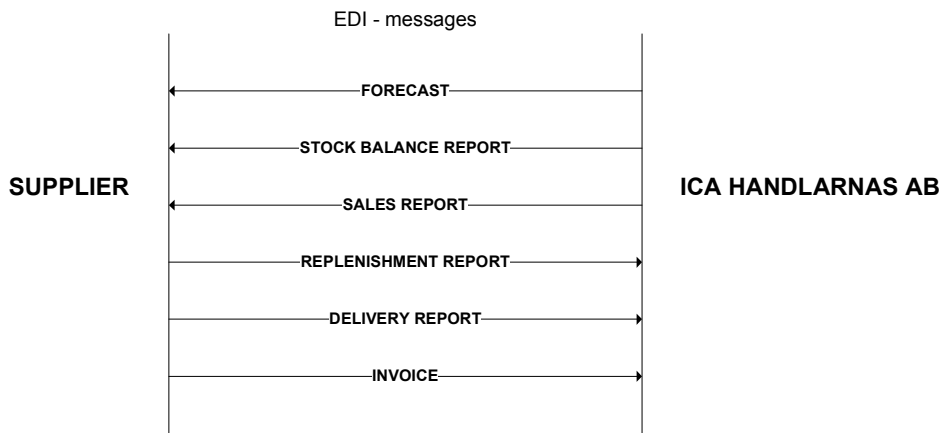 EDI - messages
FORECAST
STOCK BALANCE REPORT
SUPPLIER
ICA HANDLARNAS AB
SALES REPORT
REPLENISHMENT REPORT
DELIVERY REPORT
INVOICE